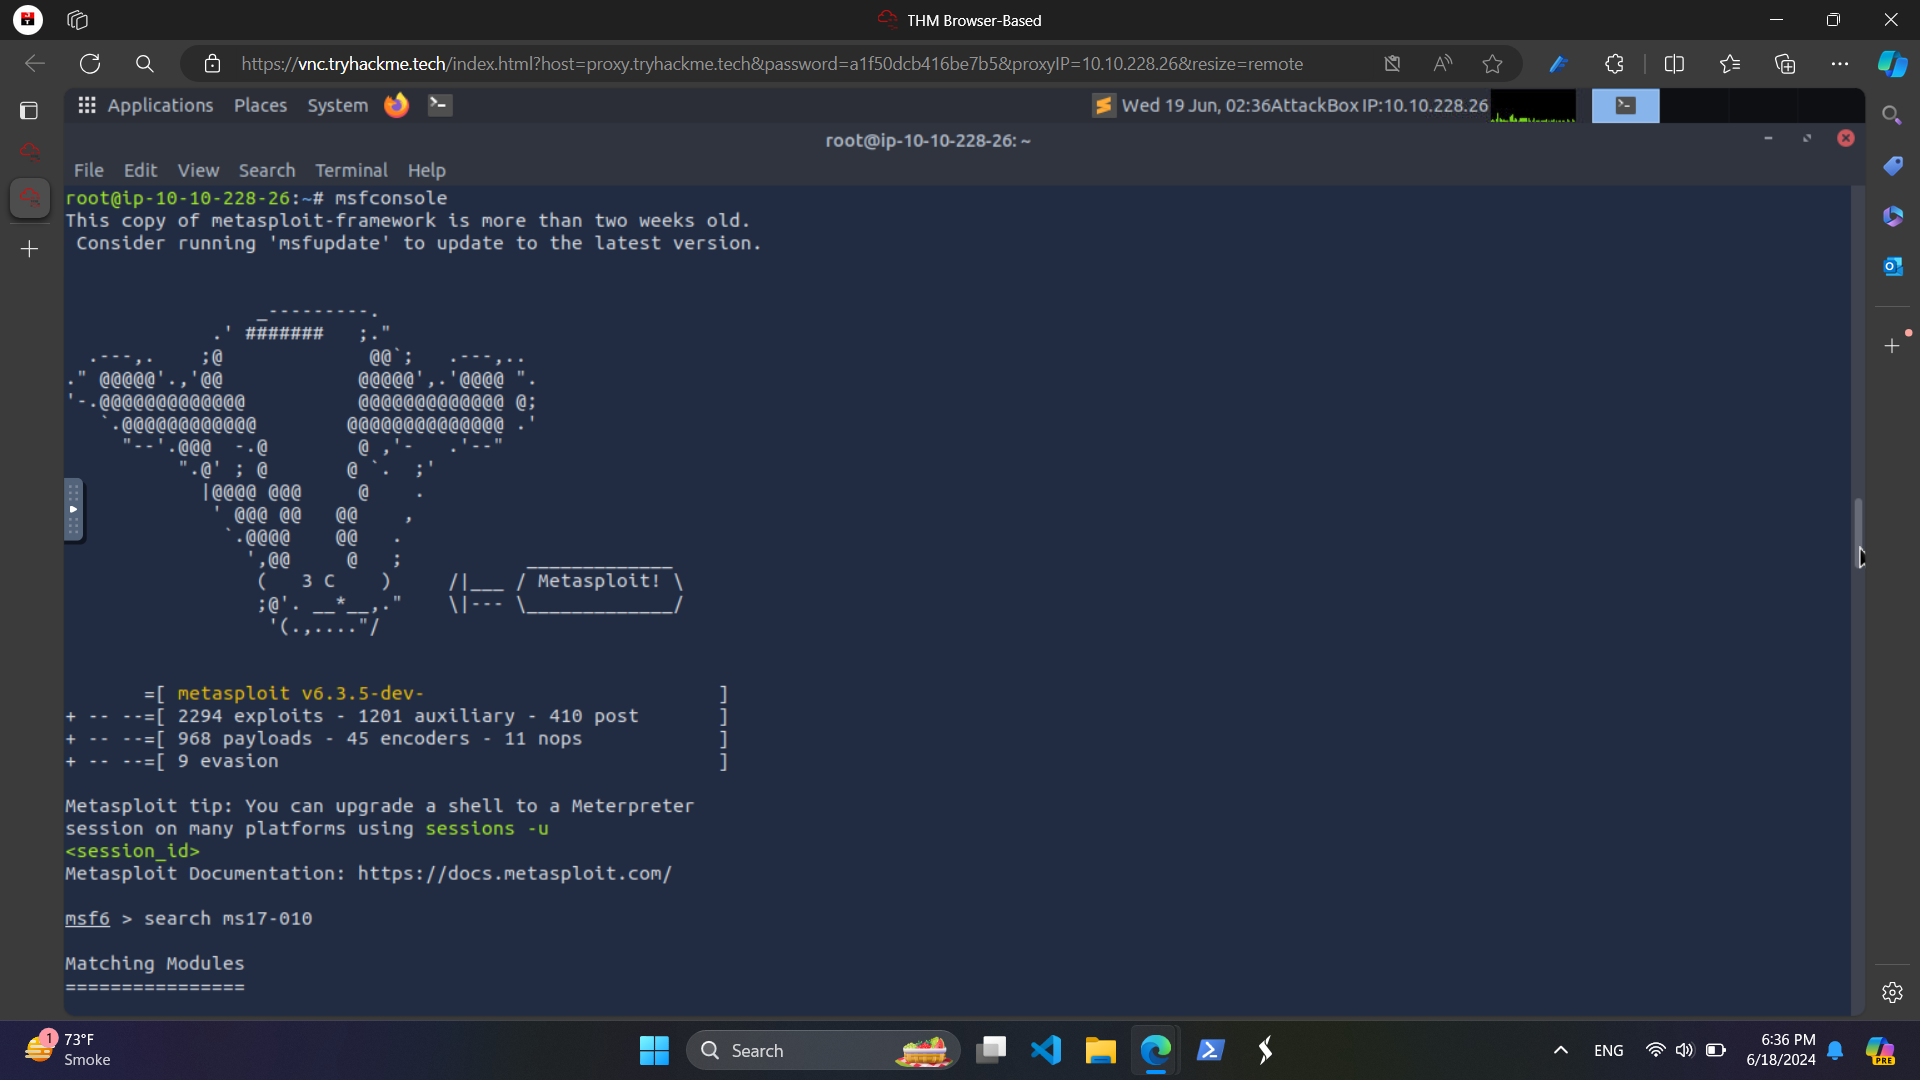 THM Browser-Based
https://vnc.tryhackme.tech/index.html?host=proxy.tryhackme.tech&password=a1f50dcb416be7b5&proxyIP=10.10.228.26&resize=remote
Applications Places System Wed 19 Jun, 02:36AttackBox IP:10.10.228.26
root@ip-10-10-228-26: ~
File Edit View Search Terminal Help
root@ip-10-10-228-26:~# msfconsole
This copy of metasploit-framework is more than two weeks old.
 Consider running 'msfupdate' to update to the latest version.
                 _---------.
             .' #######   ;."
  .---,.    ;@             @@`;   .---,..
." @@@@@'.,'@@            @@@@@',.'@@@@ ".
'-.@@@@@@@@@@@@@          @@@@@@@@@@@@@ @;
   `.@@@@@@@@@@@@        @@@@@@@@@@@@@@ .'
     "--'.@@@  -.@        @ ,'-   .'--"
          ".@' ; @       @ `.  ;'
            |@@@@ @@@     @    .
             ' @@@ @@   @@    ,
              `.@@@@    @@   .
                ',@@     @   ;           _____________
                 (   3 C    )     /|___ / Metasploit! \
                 ;@'. __*__,."    \|--- \_____________/
                  '(.,...."/
       =[ metasploit v6.3.5-dev-                          ]
+ -- --=[ 2294 exploits - 1201 auxiliary - 410 post       ]
+ -- --=[ 968 payloads - 45 encoders - 11 nops            ]
+ -- --=[ 9 evasion                                       ]
Metasploit tip: You can upgrade a shell to a Meterpreter
session on many platforms using sessions -u
<session_id>
Metasploit Documentation: https://docs.metasploit.com/
msf6 > search ms17-010
Matching Modules
================
1 73°F
Smoke
Search
ENG
6:36 PM
6/18/2024
PRE